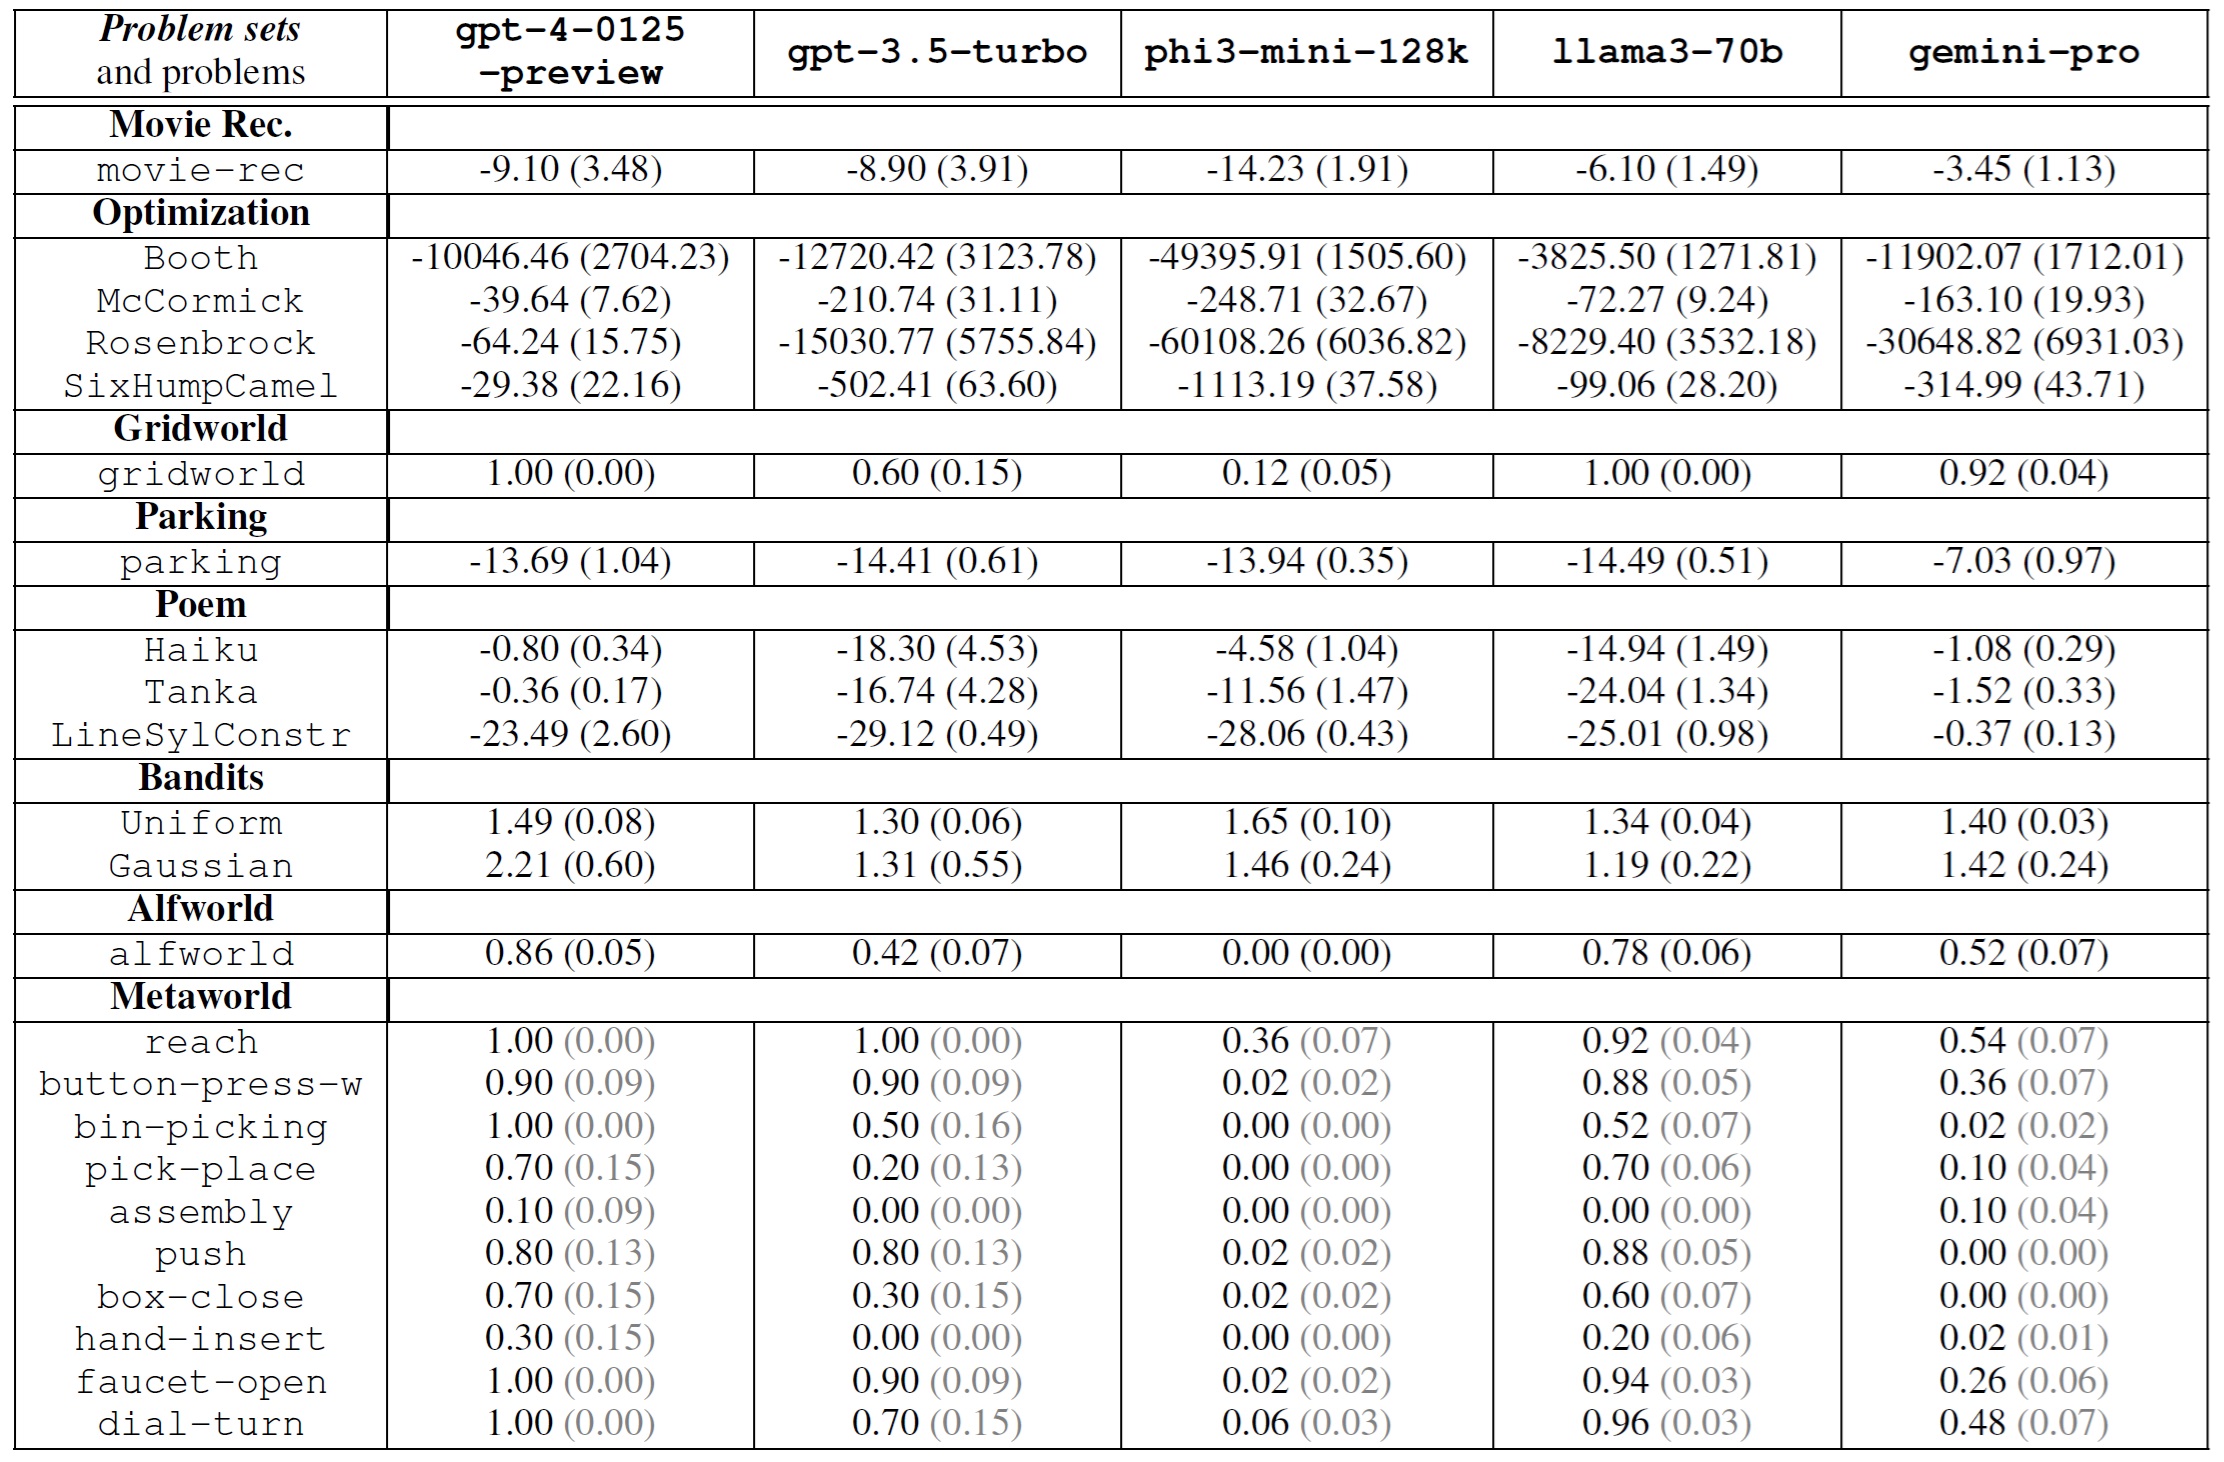 Problem sets and problems gpt-4-0125-preview gpt-3.5-turbo phi3-mini-128k llama3-70b gemini-pro
Movie Rec.
movie-rec -9.10 (3.48) -8.90 (3.91) -14.23 (1.91) -6.10 (1.49) -3.45 (1.13)
Optimization
Booth -10046.46 (2704.23) -12720.42 (3123.78) -49395.91 (1505.60) -3825.50 (1271.81) -11902.07 (1712.01)
McCormick -39.64 (7.62) -210.74 (31.11) -248.71 (32.67) -72.27 (9.24) -163.10 (19.93)
Rosenbrock -64.24 (15.75) -15030.77 (5755.84) -60108.26 (6036.82) -8229.40 (3532.18) -30648.82 (6931.03)
SixHumpCamel -29.38 (22.16) -502.41 (63.60) -1113.19 (37.58) -99.06 (28.20) -314.99 (43.71)
Gridworld
gridworld 1.00 (0.00) 0.60 (0.15) 0.12 (0.05) 1.00 (0.00) 0.92 (0.04)
Parking
parking -13.69 (1.04) -14.41 (0.61) -13.94 (0.35) -14.49 (0.51) -7.03 (0.97)
Poem
Haiku -0.80 (0.34) -18.30 (4.53) -4.58 (1.04) -14.94 (1.49) -1.08 (0.29)
Tanka -0.36 (0.17) -16.74 (4.28) -11.56 (1.47) -24.04 (1.34) -1.52 (0.33)
LineSylConstr -23.49 (2.60) -29.12 (0.49) -28.06 (0.43) -25.01 (0.98) -0.37 (0.13)
Bandits
Uniform 1.49 (0.08) 1.30 (0.06) 1.65 (0.10) 1.34 (0.04) 1.40 (0.03)
Gaussian 2.21 (0.60) 1.31 (0.55) 1.46 (0.24) 1.19 (0.22) 1.42 (0.24)
Alfworld
alfworld 0.86 (0.05) 0.42 (0.07) 0.00 (0.00) 0.78 (0.06) 0.52 (0.07)
Metaworld
reach 1.00 (0.00) 1.00 (0.00) 0.36 (0.07) 0.92 (0.04) 0.54 (0.07)
button-press-w 0.90 (0.09) 0.90 (0.09) 0.02 (0.02) 0.88 (0.05) 0.36 (0.07)
bin-picking 1.00 (0.00) 0.50 (0.16) 0.00 (0.00) 0.52 (0.07) 0.02 (0.02)
pick-place 0.70 (0.15) 0.20 (0.13) 0.00 (0.00) 0.70 (0.06) 0.10 (0.04)
assembly 0.10 (0.09) 0.00 (0.00) 0.00 (0.00) 0.00 (0.00) 0.10 (0.04)
push 0.80 (0.13) 0.80 (0.13) 0.02 (0.02) 0.88 (0.05) 0.00 (0.00)
box-close 0.70 (0.15) 0.30 (0.15) 0.02 (0.02) 0.60 (0.07) 0.00 (0.00)
hand-insert 0.30 (0.15) 0.00 (0.00) 0.00 (0.00) 0.20 (0.06) 0.02 (0.01)
faucet-open 1.00 (0.00) 0.90 (0.09) 0.02 (0.02) 0.94 (0.03) 0.26 (0.06)
dial-turn 1.00 (0.00) 0.70 (0.15) 0.06 (0.03) 0.96 (0.03) 0.48 (0.07)